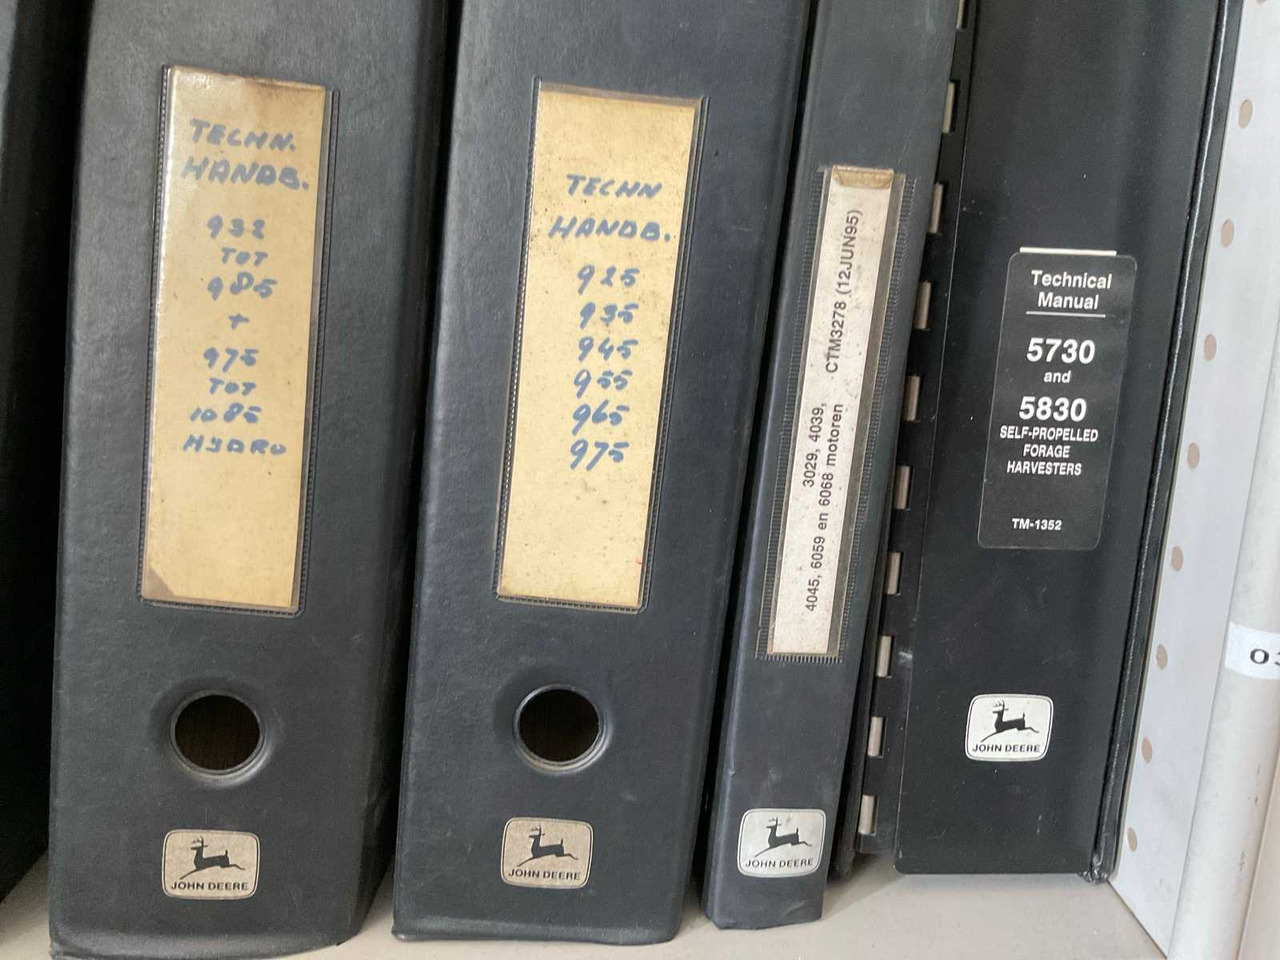 TECHN.
HANDB.
932
TOT
985
+
975
TOT
1085
HYDRO
JOHN DEERE
TECHN
HANDB.
925
935
945
955
965
975
JOHN DEERE
3029, 4039, CTM3278 (12JUN95)
4045, 6059 en 6068 motoren
JOHN DEERE
Technical
Manual
5730
and
5830
SELF-PROPELLED
FORAGE
HARVESTERS
TM-1352
JOHN DEERE